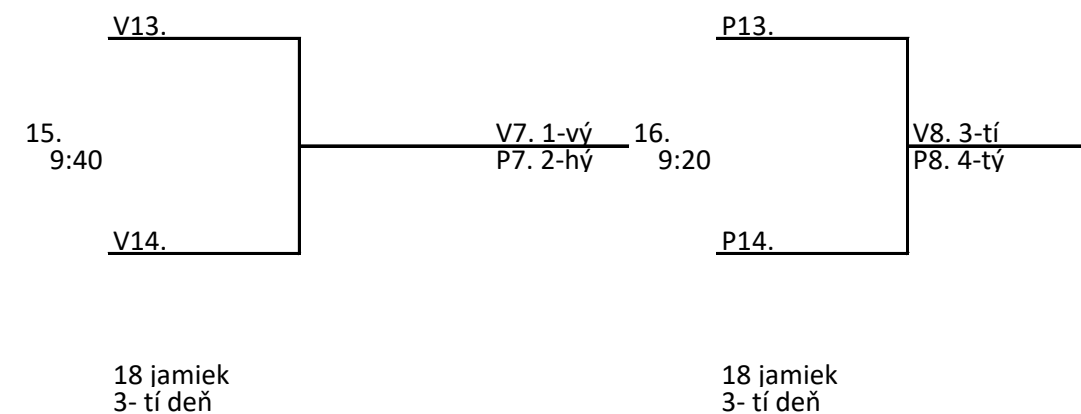 V13.
15.
9:40
V7. 1-vý
P7. 2-hý
V14.
18 jamiek
3- tí deň
P13.
16.
9:20
V8. 3-tí
P8. 4-tý
P14.
18 jamiek
3- tí deň